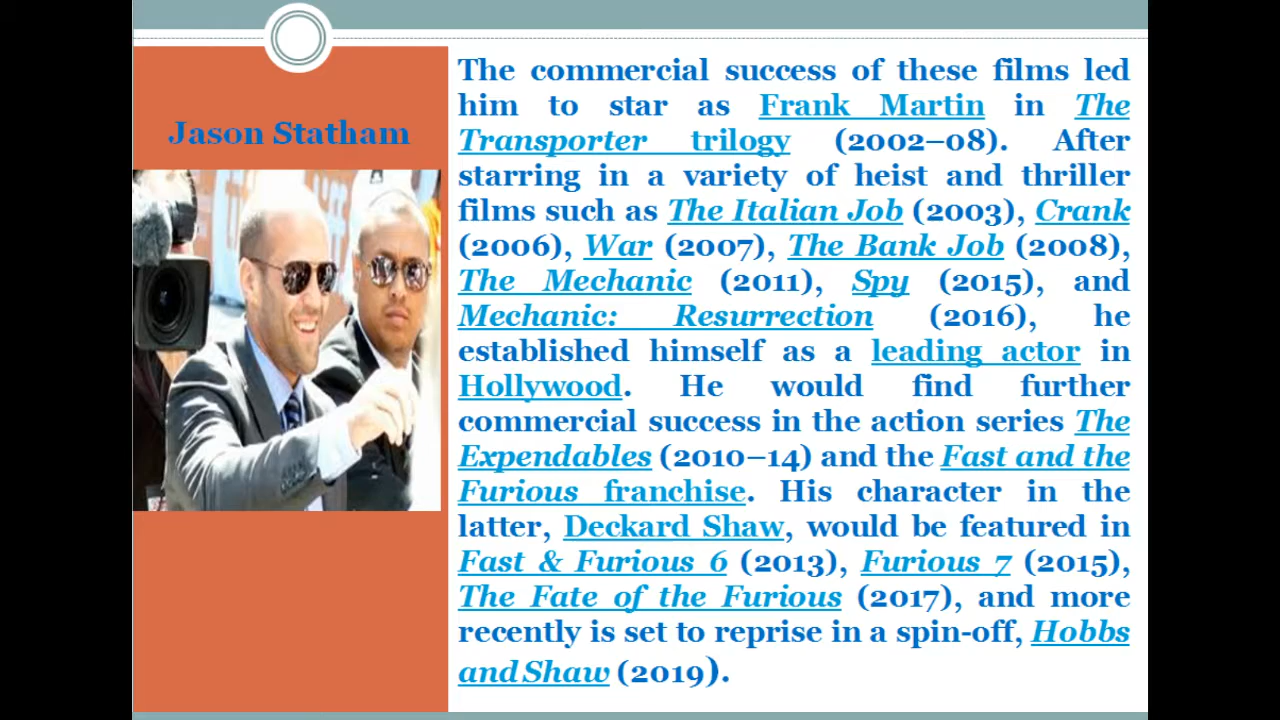 Jason Statham
The commercial success of these films led
him to star as Frank Martin in The
Transporter trilogy (2002–08). After
starring in a variety of heist and thriller
films such as The Italian Job (2003), Crank
(2006), War (2007), The Bank Job (2008),
The Mechanic (2011), Spy (2015), and
Mechanic: Resurrection (2016), he
established himself as a leading actor in
Hollywood. He would find further
commercial success in the action series The
Expendables (2010–14) and the Fast and the
Furious franchise. His character in the
latter, Deckard Shaw, would be featured in
Fast & Furious 6 (2013), Furious 7 (2015),
The Fate of the Furious (2017), and more
recently is set to reprise in a spin-off, Hobbs
and Shaw (2019).